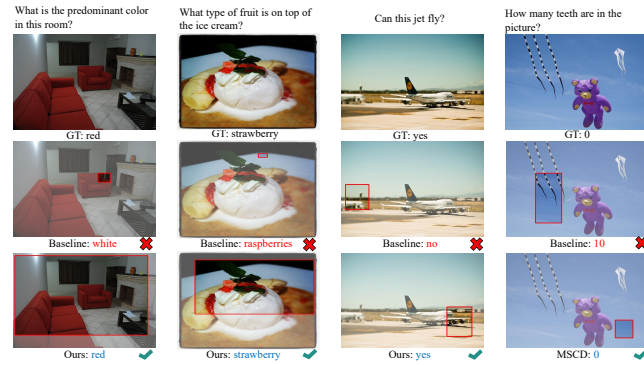 What is the predominant color
in this room?
What type of fruit is on top of
the ice cream?
Can this jet fly?
How many teeth are in the
picture?
GT: red
GT: strawberry
GT: yes
GT: 0
Baseline: white
Baseline: raspberries
Baseline: no
Baseline: 10
Ours: red
Ours: strawberry
Ours: yes
MSCD: 0